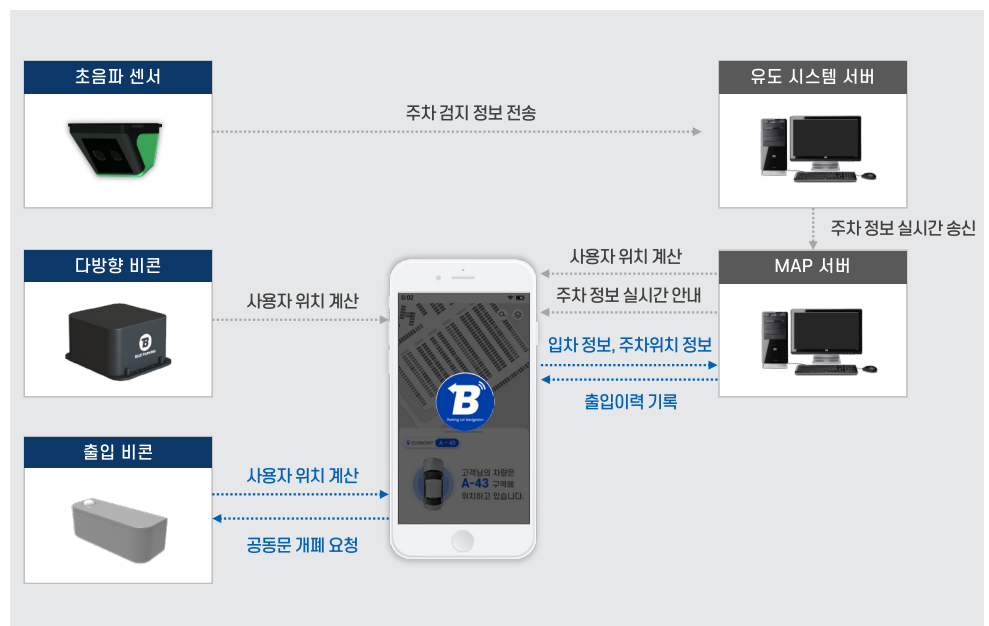 초음파 센서
유도 시스템 서버
주차 검지 정보 전송
주차 정보 실시간 송신
다방향 비콘
MAP 서버
사용자 위치 계산
사용자 위치 계산
주차 정보 실시간 안내
입차 정보, 주차위치 정보
출입이력 기록
B
6:02
B
Parking Lot Navigation
ECONOMY A - 43
고객님의 차량은
A-43 구역에
위치하고 있습니다.
출입 비콘
사용자 위치 계산
공동문 개폐 요청